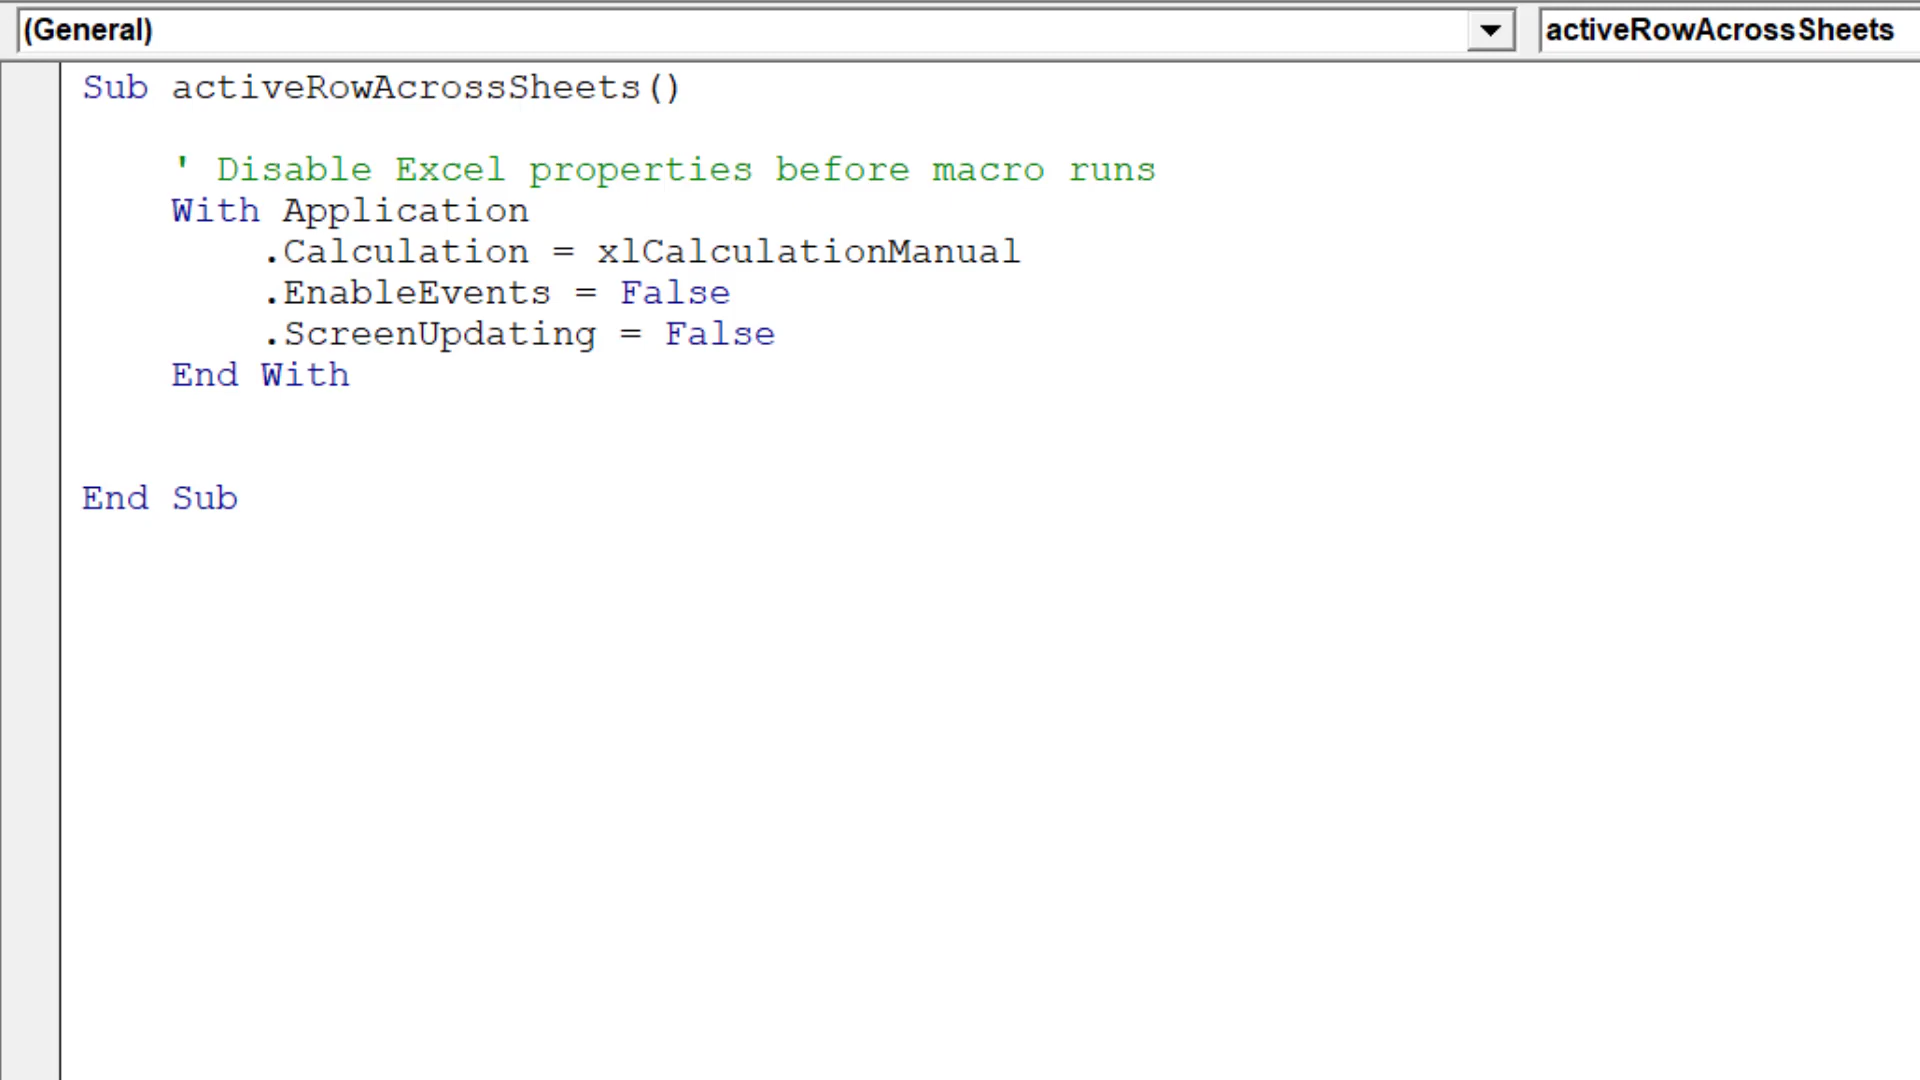 (General)
activeRowAcrossSheets
Sub activeRowAcrossSheets()
' Disable Excel properties before macro runs
With Application
.Calculation = xlCalculationManual
.EnableEvents = False
.ScreenUpdating = False
End With
End Sub